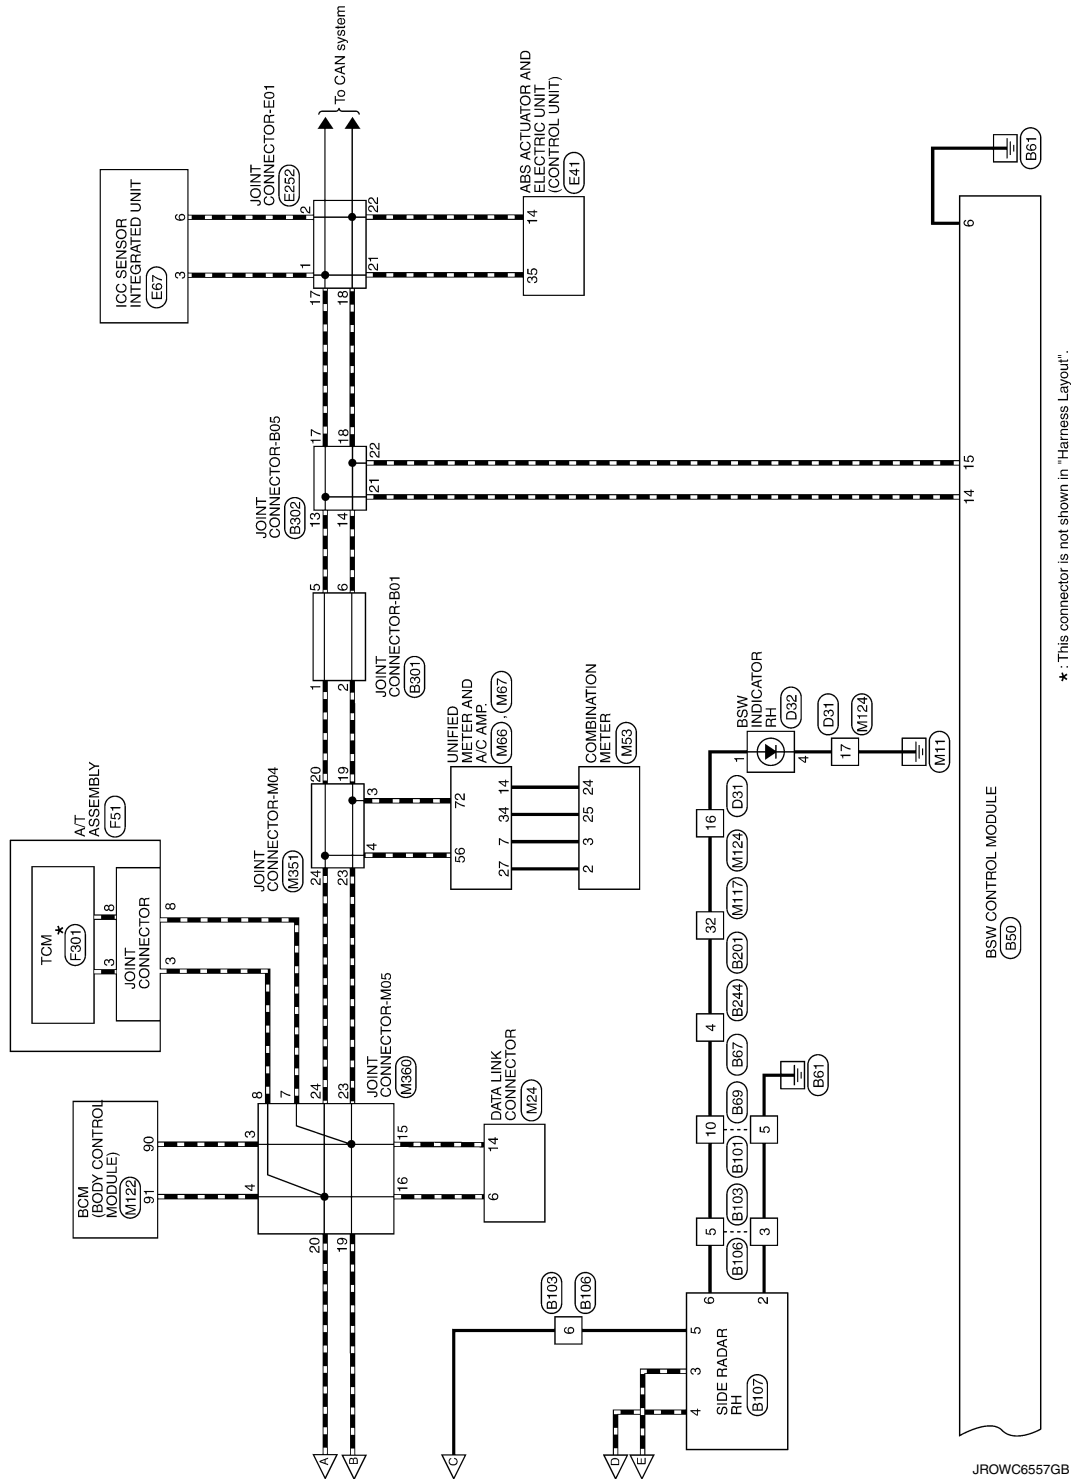 To CAN system
JOINT
CONNECTOR-E01
E252
ICC SENSOR
INTEGRATED UNIT
E67
3
6
1
2
17
18
21
22
ABS ACTUATOR AND
ELECTRIC UNIT
(CONTROL UNIT)
E41
35
14
JOINT
CONNECTOR-B05
B302
17
18
13
14
21
22
JOINT
CONNECTOR-B01
B301
5
6
1
2
JOINT
CONNECTOR-M04
M351
20
19
24
23
4
3
UNIFIED
METER AND
A/C AMP.
M66 , M67
56
72
27
7
34
14
COMBINATION
METER
M53
2
3
25
24
A/T
ASSEMBLY
F51
TCM
*
F301
3
8
JOINT
CONNECTOR
3
8
BCM
(BODY CONTROL
MODULE)
M122
91
90
4
3
8
7
24
23
20
19
16
15
JOINT
CONNECTOR-M05
M360
DATA LINK
CONNECTOR
M24
6
14
A
B
C
D
E
B103
6
B106
SIDE RADAR
RH
B107
4
3
5
6
2
5
B103
B106
3
10
B69
B101
5
B61
4
B244
B67
32
M117
B201
16
D31
M124
BSW
INDICATOR
RH
D32
1
4
D31
17
M124
M11
BSW CONTROL MODULE
B50
14
15
6
B61
* : This connector is not shown in "Harness Layout".
JROWC6557GB